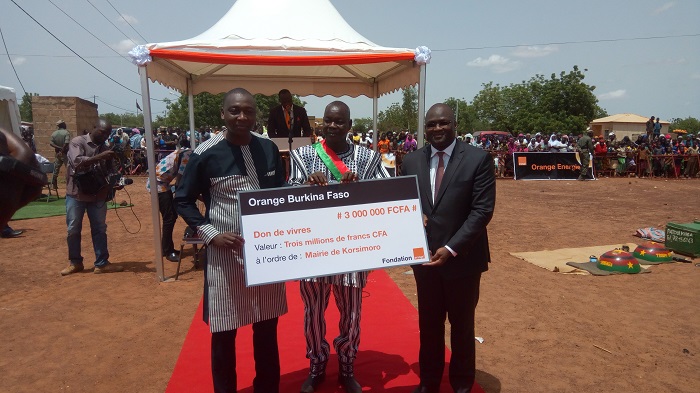 Orange Burkina Faso
# 3 000 000 FCFA #
Don de vivres
Valeur : Trois millions de francs CFA
à l'ordre de : Mairie de Korsimoro
Fondation
Orange Energie